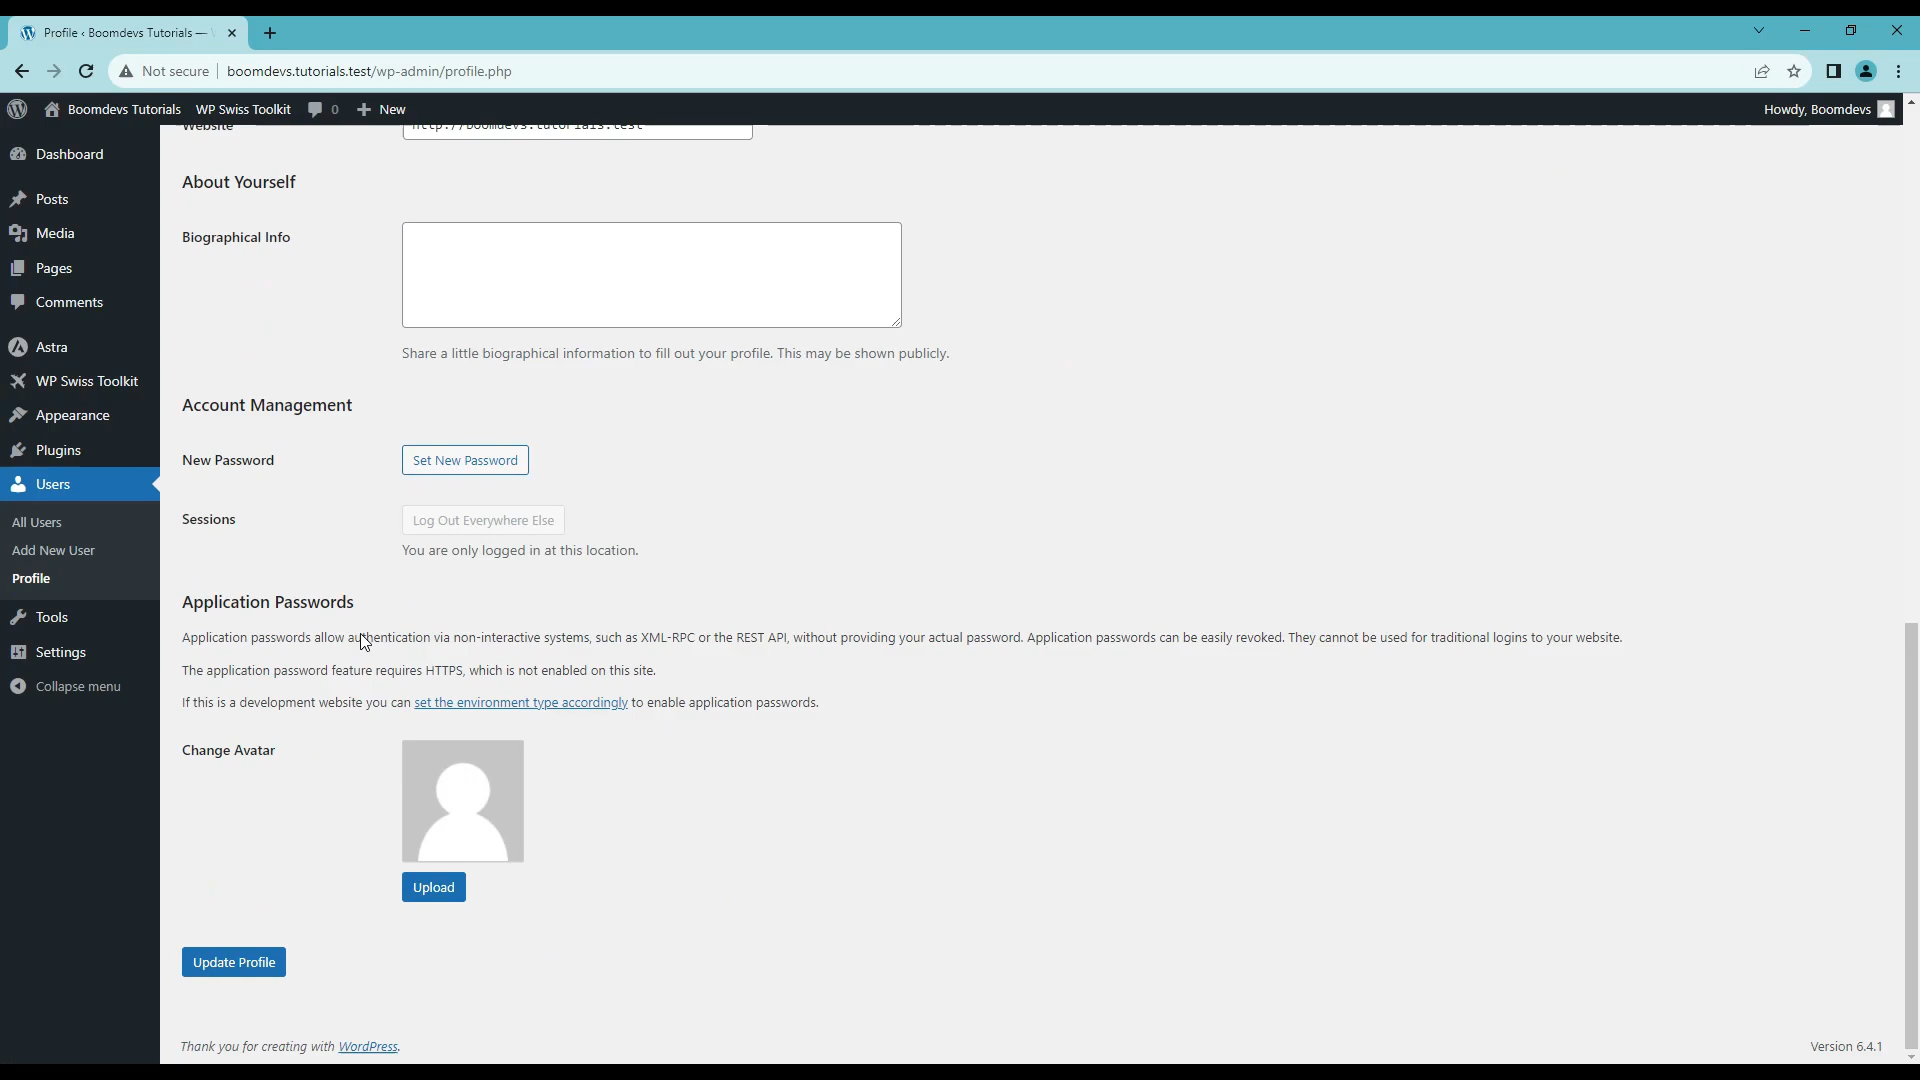 Profile ‹ Boomdevs Tutorials —
Not secure
boomdevs.tutorials.test/wp-admin/profile.php
Boomdevs Tutorials
WP Swiss Toolkit
0
New
Howdy, Boomdevs
Website
http://boomdevs.tutorials.test
Dashboard
Posts
Media
Pages
Comments
Astra
WP Swiss Toolkit
Appearance
Plugins
Users
All Users
Add New User
Profile
Tools
Settings
Collapse menu
About Yourself
Biographical Info
Share a little biographical information to fill out your profile. This may be shown publicly.
Account Management
New Password
Set New Password
Sessions
Log Out Everywhere Else
You are only logged in at this location.
Application Passwords
Application passwords allow authentication via non-interactive systems, such as XML-RPC or the REST API, without providing your actual password. Application passwords can be easily revoked. They cannot be used for traditional logins to your website.
The application password feature requires HTTPS, which is not enabled on this site.
If this is a development website you can set the environment type accordingly to enable application passwords.
Change Avatar
Upload
Update Profile
Thank you for creating with WordPress.
Version 6.4.1